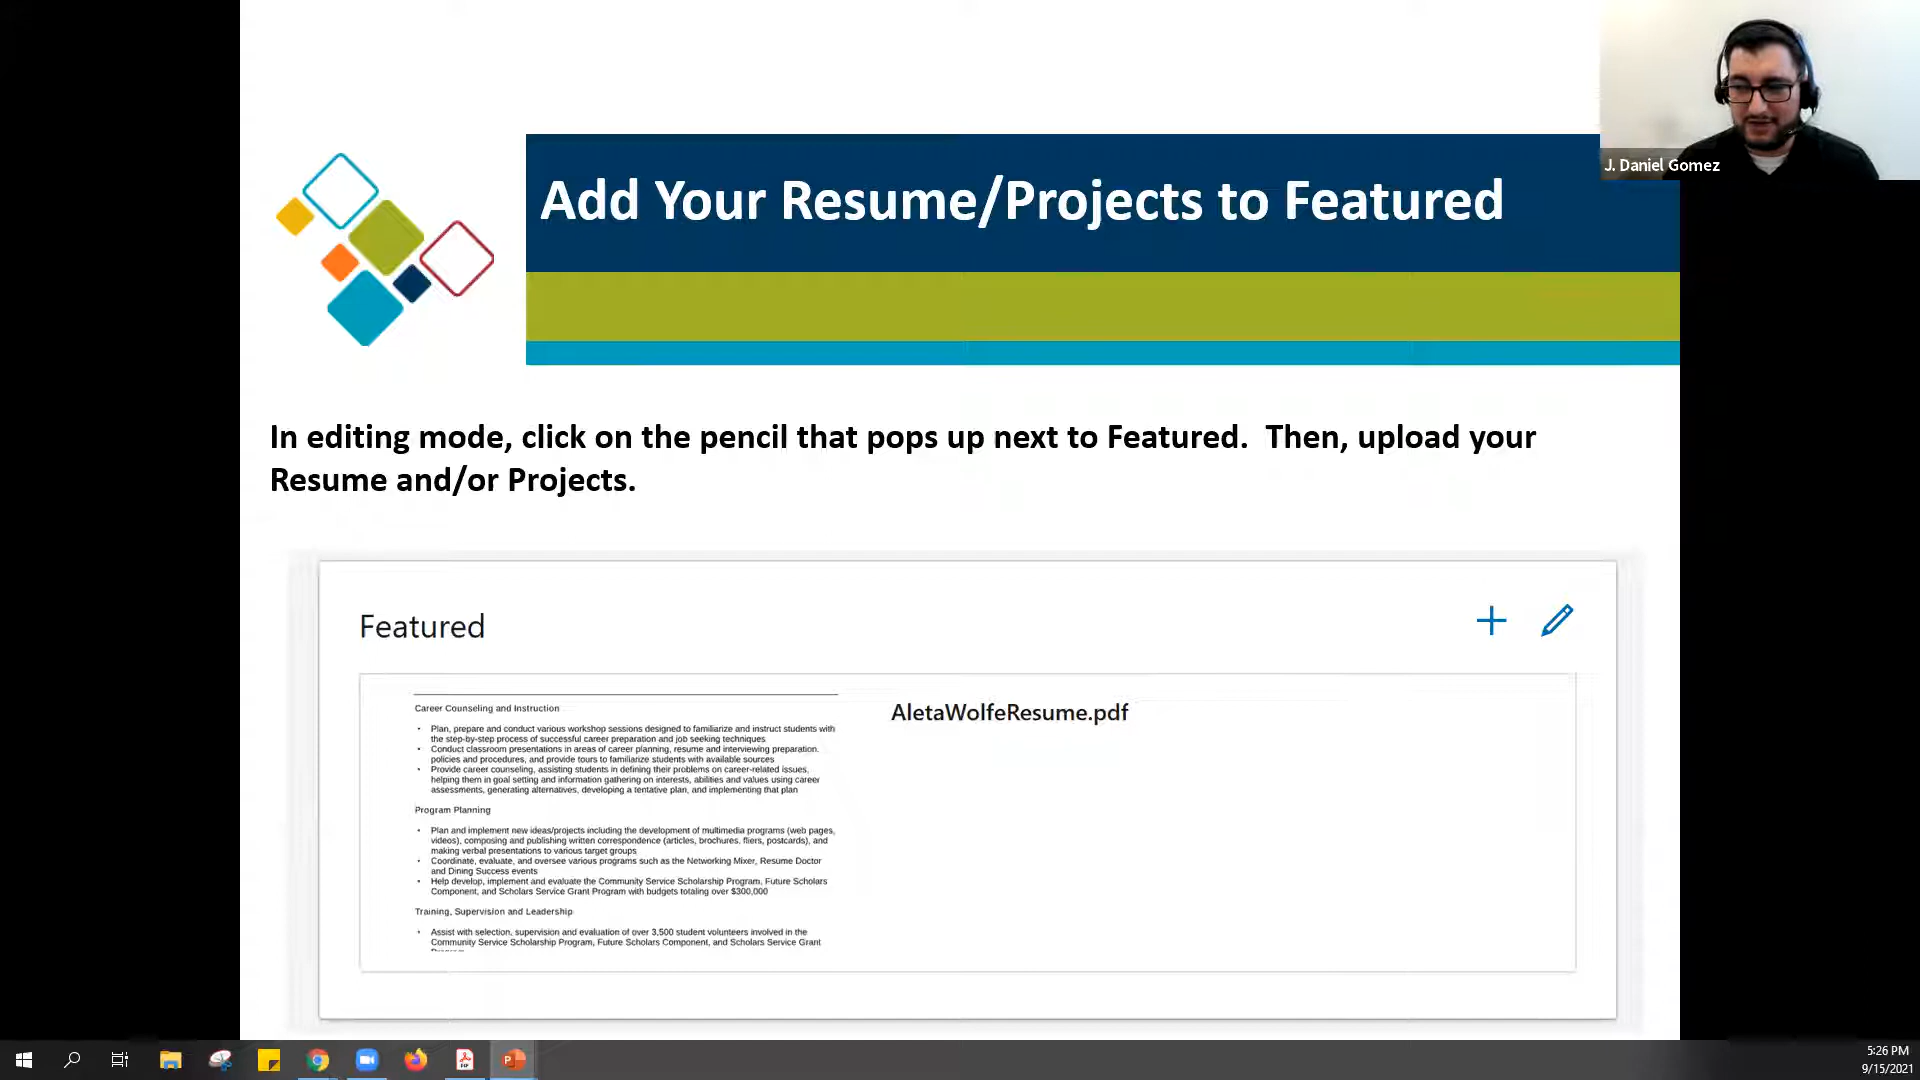 J. Daniel Gomez
Add Your Resume/Projects to Featured
In editing mode, click on the pencil that pops up next to Featured.  Then, upload your
Resume and/or Projects.
Featured
AletaWolfeResume.pdf
Career Counseling and Instruction
• Plan, prepare and conduct various workshop sessions designed to familiarize and instruct students with
the step-by-step process of successful career preparation and job seeking techniques
• Conduct classroom presentations in areas of career planning, resume and interviewing preparation.
policies and procedures, and provide tours to familiarize students with available sources
• Provide career counseling, assisting students in defining their problems on career-related issues,
helping them in goal setting and information gathering on interests, abilities and values using career
assessments, generating alternatives, developing a tentative plan, and implementing that plan
Program Planning
• Plan and implement new ideas/projects including the development of multimedia programs (web pages,
videos), composing and publishing written correspondence (articles, brochures. fliers, postcards), and
making verbal presentations to various target groups
• Coordinate, evaluate, and oversee various programs such as the Networking Mixer, Resume Doctor
and Dining Success events
• Help develop, implement and evaluate the Community Service Scholarship Program, Future Scholars
Component, and Scholars Service Grant Program with budgets totaling over $300,000
Training, Supervision and Leadership
• Assist with selection, supervision and evaluation of over 3,500 student volunteers involved in the
Community Service Scholarship Program, Future Scholars Component, and Scholars Service Grant
5:26 PM
9/15/2021